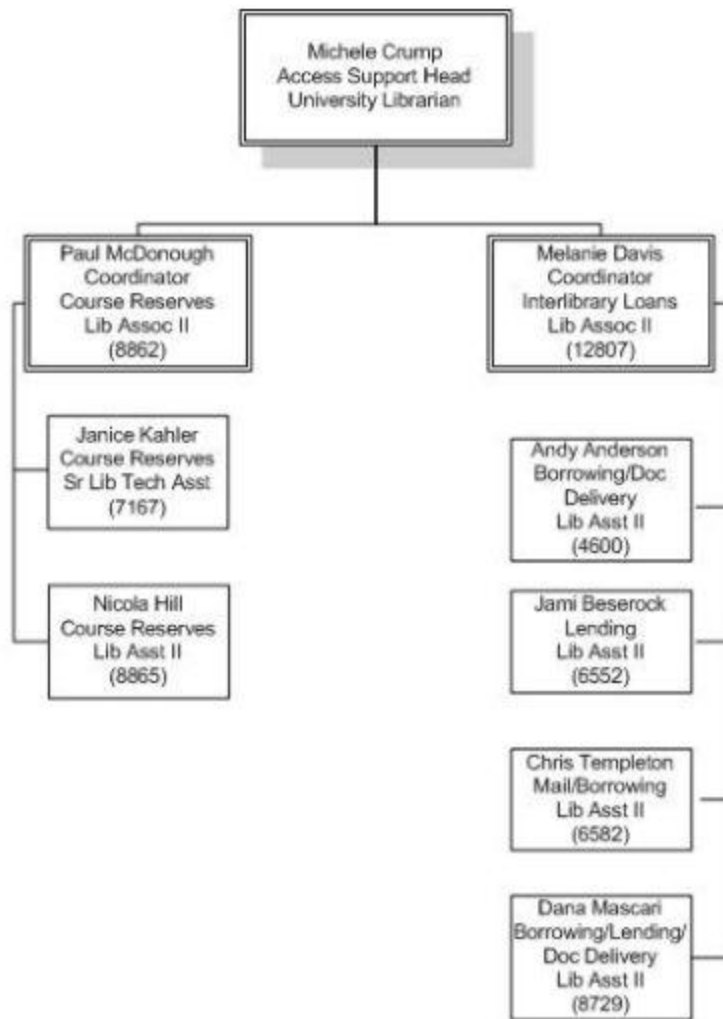 Michele Crump
Access Support Head
University Librarian
Paul McDonough
Coordinator
Course Reserves
Lib Assoc II
(8862)
Janice Kahler
Course Reserves
Sr Lib Tech Asst
(7167)
Nicola Hill
Course Reserves
Lib Asst II
(8865)
Melanie Davis
Coordinator
Interlibrary Loans
Lib Assoc II
(12807)
Andy Anderson
Borrowing/Doc
Delivery
Lib Asst II
(4600)
Jami Beserock
Lending
Lib Asst II
(6552)
Chris Templeton
Mail/Borrowing
Lib Asst II
(6582)
Dana Mascari
Borrowing/Lending/
Doc Delivery
Lib Asst II
(8729)